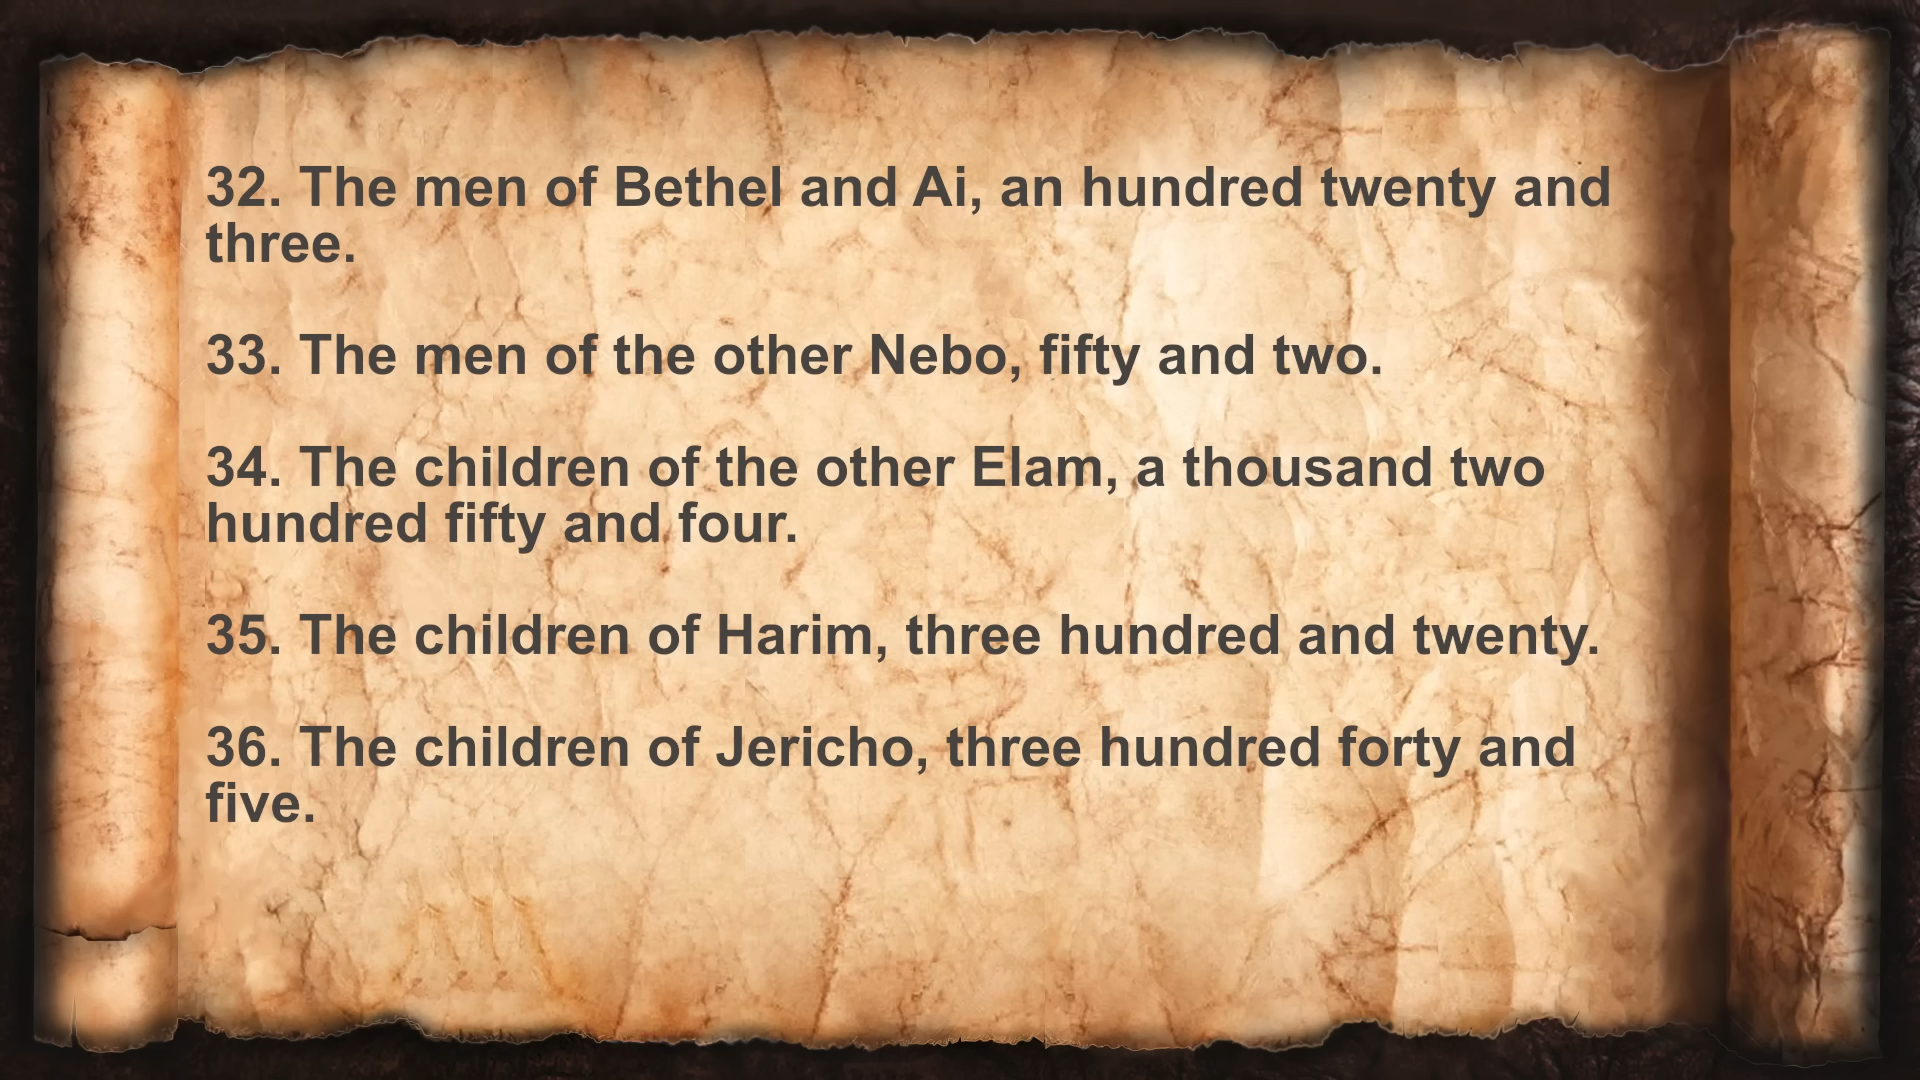 32. The men of Bethel and Ai, an hundred twenty and
three.
33. The men of the other Nebo, fifty and two.
34. The children of the other Elam, a thousand two
hundred fifty and four.
35. The children of Harim, three hundred and twenty.
36. The children of Jericho, three hundred forty and
five.